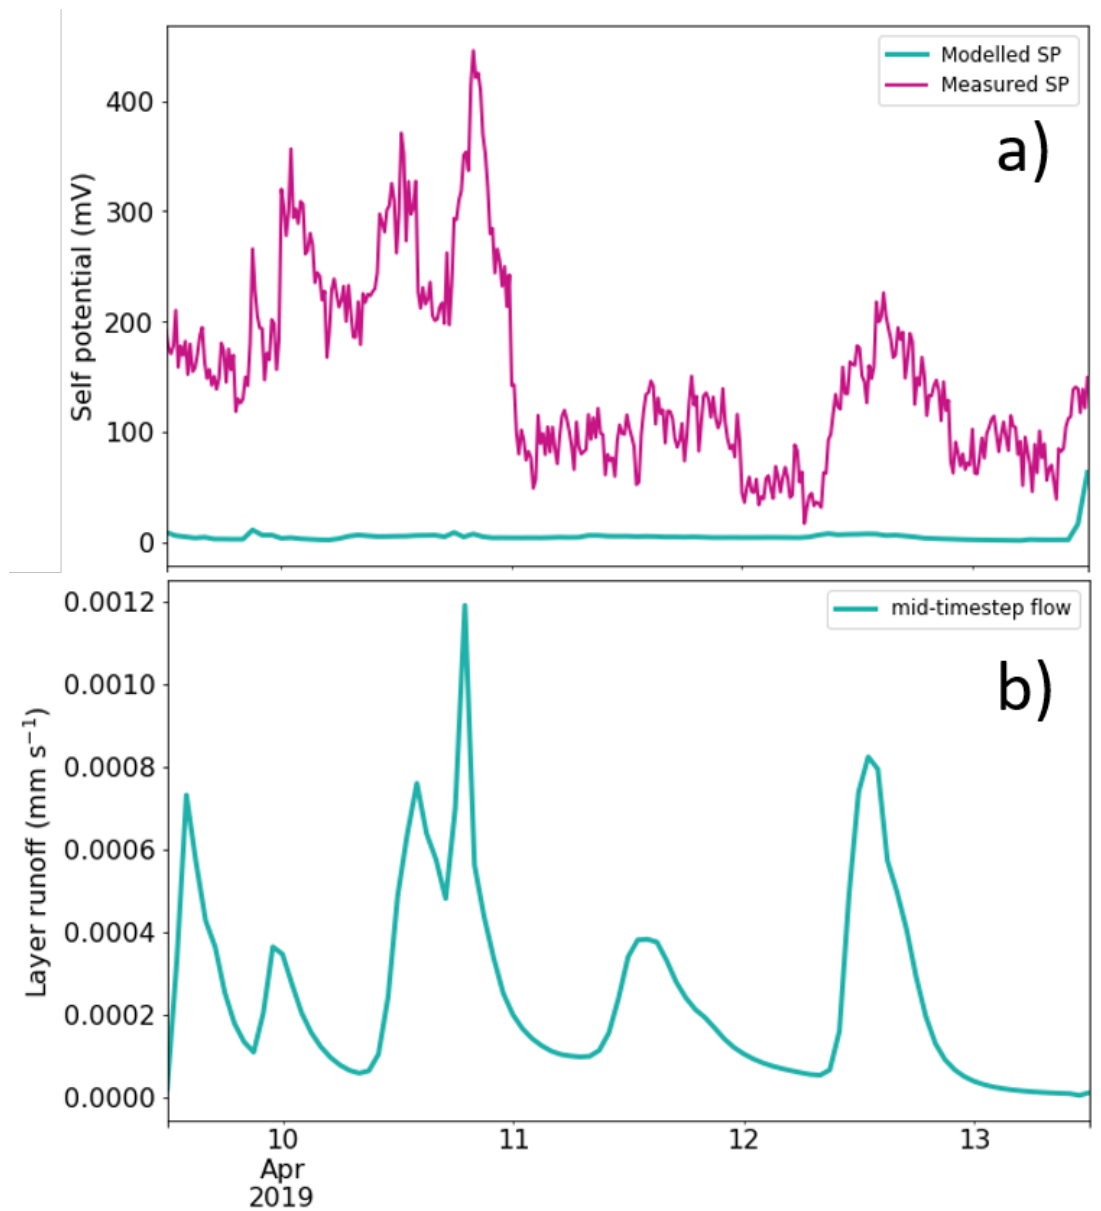 Modelled SP
Measured SP
a)
400
300
200
100
0
Self potential (mV)
mid-timestep flow
b)
0.0012
0.0010
0.0008
0.0006
0.0004
0.0002
0.0000
Layer runoff (mm s⁻¹)
10 11 12 13
Apr
2019